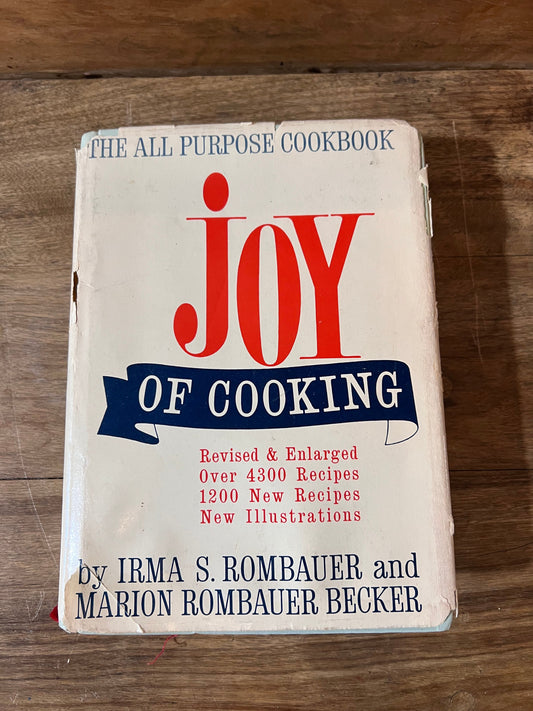 THE ALL PURPOSE COOKBOOK
JOY
OF COOKING
Revised & Enlarged
Over 4300 Recipes
1200 New Recipes
New Illustrations
by IRMA S. ROMBAUER and
MARION ROMBAUER BECKER